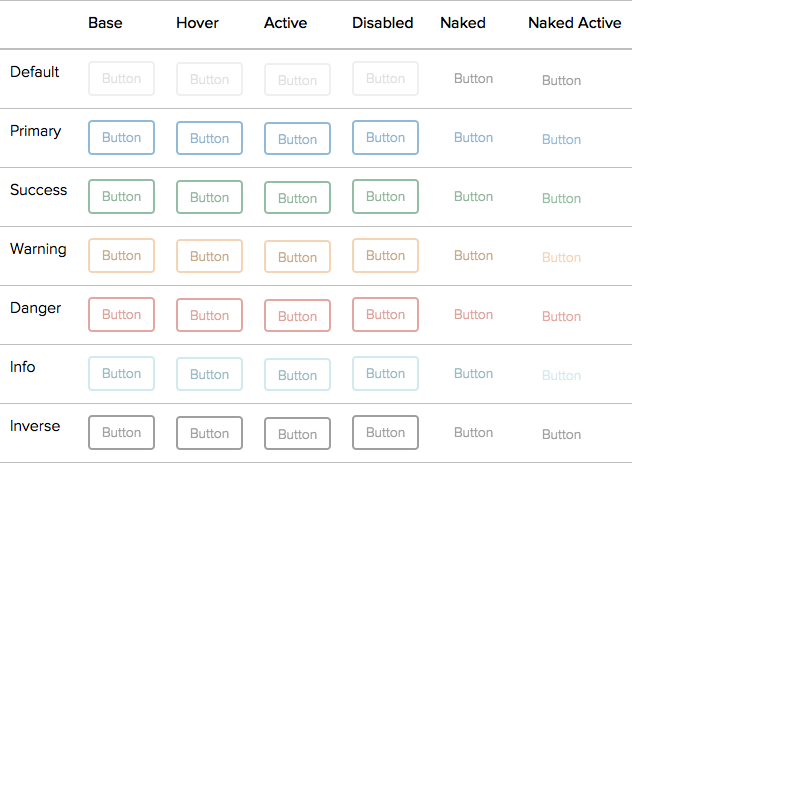 Base Hover Active Disabled Naked Naked Active
Default Button Button Button Button Button Button
Primary Button Button Button Button Button Button
Success Button Button Button Button Button Button
Warning Button Button Button Button Button Button
Danger Button Button Button Button Button Button
Info Button Button Button Button Button Button
Inverse Button Button Button Button Button Button